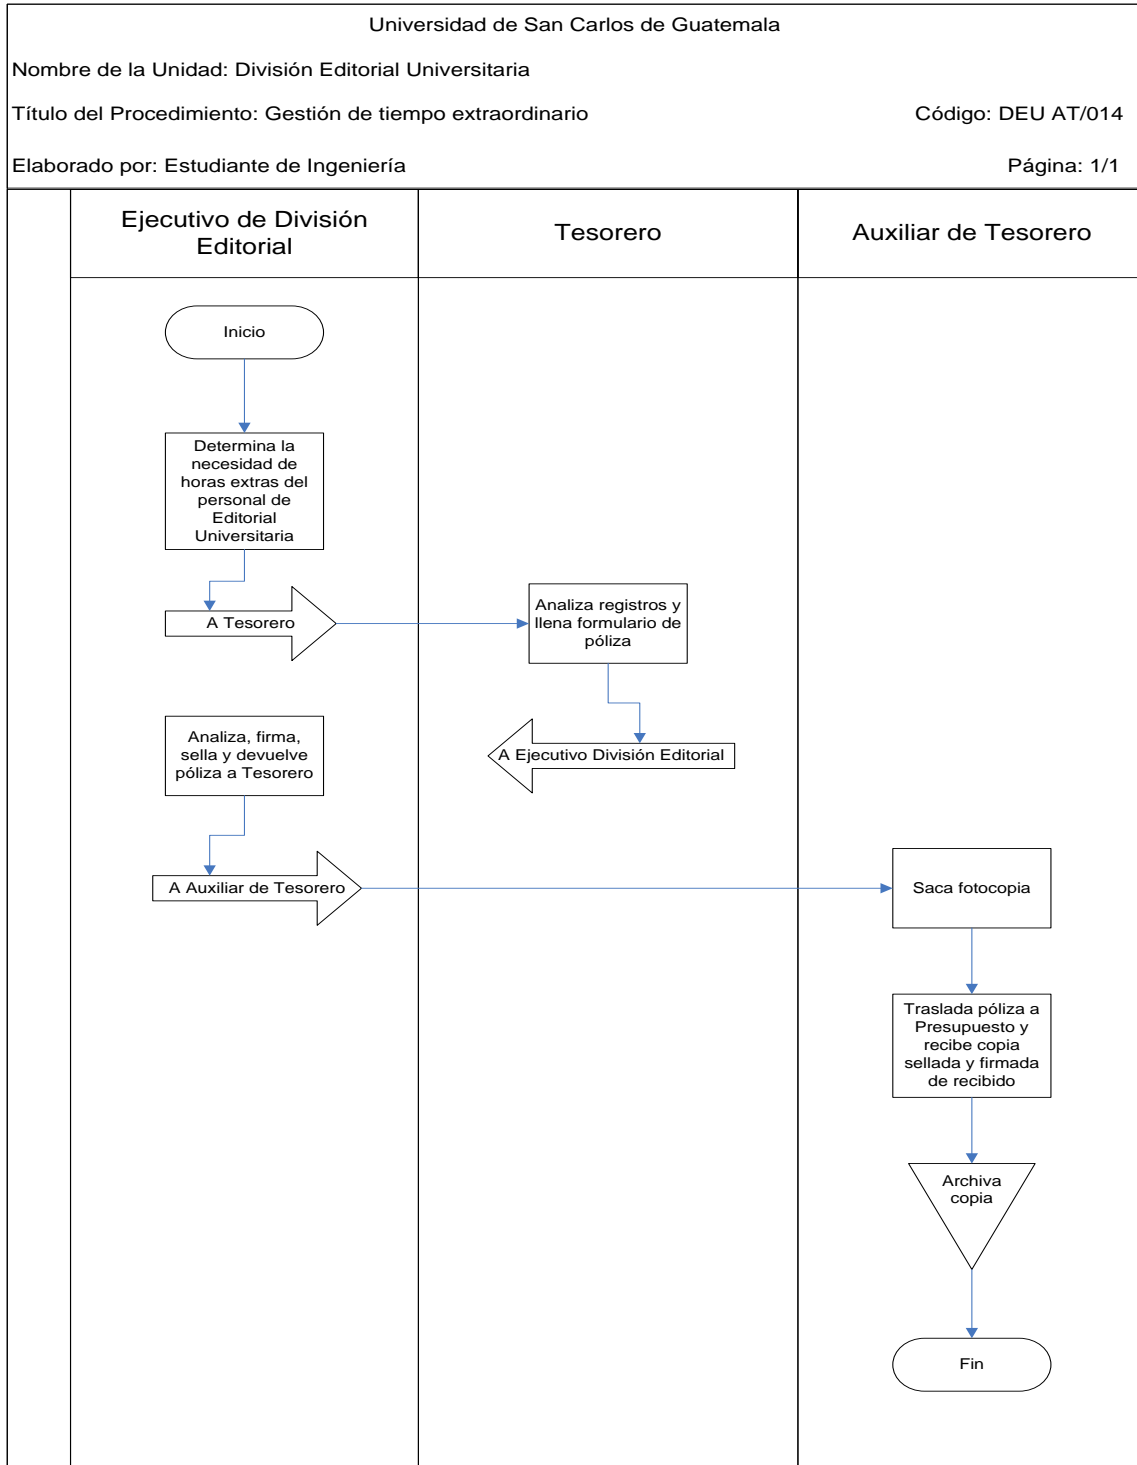 Universidad de San Carlos de Guatemala
Nombre de la Unidad: División Editorial Universitaria
Título del Procedimiento: Gestión de tiempo extraordinario
Código: DEU AT/014
Elaborado por: Estudiante de Ingeniería
Página: 1/1
Ejecutivo de División
Editorial
Tesorero
Auxiliar de Tesorero
Inicio
Determina la
necesidad de
horas extras del
personal de
Editorial
Universitaria
A Tesorero
Analiza registros y
llena formulario de
póliza
A Ejecutivo División Editorial
Analiza, firma,
sella y devuelve
póliza a Tesorero
A Auxiliar de Tesorero
Saca fotocopia
Traslada póliza a
Presupuesto y
recibe copia
sellada y firmada
de recibido
Archiva
copia
Fin